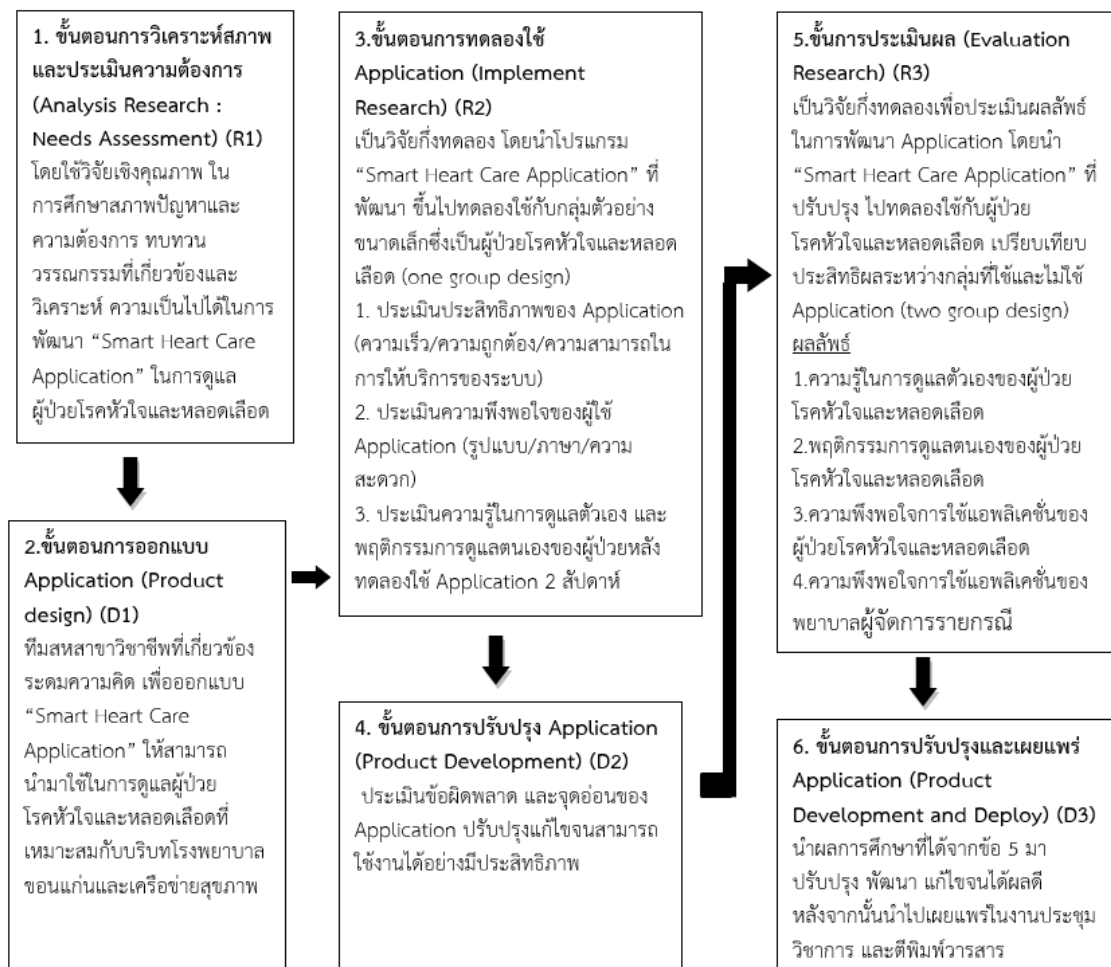 1. ขั้นตอนการวิเคราะห์สภาพ
และประเมินความต้องการ
(Analysis Research :
Needs Assessment) (R1)
โดยใช้วิจัยเชิงคุณภาพ ใน
การศึกษาสภาพปัญหาและ
ความต้องการ ทบทวน
วรรณกรรมที่เกี่ยวข้องและ
วิเคราะห์ ความเป็นไปได้ในการ
พัฒนา “Smart Heart Care
Application” ในการดูแล
ผู้ป่วยโรคหัวใจและหลอดเลือด
2.ขั้นตอนการออกแบบ
Application (Product
design) (D1)
ทีมสหสาขาวิชาชีพที่เกี่ยวข้อง
ระดมความคิด เพื่อออกแบบ
“Smart Heart Care
Application” ให้สามารถ
นำมาใช้ในการดูแลผู้ป่วย
โรคหัวใจและหลอดเลือดที่
เหมาะสมกับบริบทโรงพยาบาล
ขอนแก่นและเครือข่ายสุขภาพ
3.ขั้นตอนการทดลองใช้
Application (Implement
Research) (R2)
เป็นวิจัยกึ่งทดลอง โดยนำโปรแกรม
“Smart Heart Care Application” ที่
พัฒนา ขึ้นไปทดลองใช้กับกลุ่มตัวอย่าง
ขนาดเล็กซึ่งเป็นผู้ป่วยโรคหัวใจและหลอด
เลือด (one group design)
1. ประเมินประสิทธิภาพของ Application
(ความเร็ว/ความถูกต้อง/ความสามารถใน
การให้บริการของระบบ)
2. ประเมินความพึงพอใจของผู้ใช้
Application (รูปแบบ/ภาษา/ความ
สะดวก)
3. ประเมินความรู้ในการดูแลตัวเอง และ
พฤติกรรมการดูแลตนเองของผู้ป่วยหลัง
ทดลองใช้ Application 2 สัปดาห์
4. ขั้นตอนการปรับปรุง Application
(Product Development) (D2)
ประเมินข้อผิดพลาด และจุดอ่อนของ
Application ปรับปรุงแก้ไขจนสามารถ
ใช้งานได้อย่างมีประสิทธิภาพ
5.ขั้นการประเมินผล (Evaluation
Research) (R3)
เป็นวิจัยกึ่งทดลองเพื่อประเมินผลลัพธ์
ในการพัฒนา Application โดยนำ
“Smart Heart Care Application” ที่
ปรับปรุง ไปทดลองใช้กับผู้ป่วย
โรคหัวใจและหลอดเลือด เปรียบเทียบ
ประสิทธิผลระหว่างกลุ่มที่ใช้และไม่ใช้
Application (two group design)
ผลลัพธ์
1.ความรู้ในการดูแลตัวเองของผู้ป่วย
โรคหัวใจและหลอดเลือด
2.พฤติกรรมการดูแลตนเองของผู้ป่วย
โรคหัวใจและหลอดเลือด
3.ความพึงพอใจการใช้แอพลิเคชั่นของ
ผู้ป่วยโรคหัวใจและหลอดเลือด
4.ความพึงพอใจการใช้แอพลิเคชั่นของ
พยาบาลผู้จัดการรายกรณี
6. ขั้นตอนการปรับปรุงและเผยแพร่
Application (Product
Development and Deploy) (D3)
นำผลการศึกษาที่ได้จากข้อ 5 มา
ปรับปรุง พัฒนา แก้ไขจนได้ผลดี
หลังจากนั้นนำไปเผยแพร่ในงานประชุม
วิชาการ และตีพิมพ์วารสาร